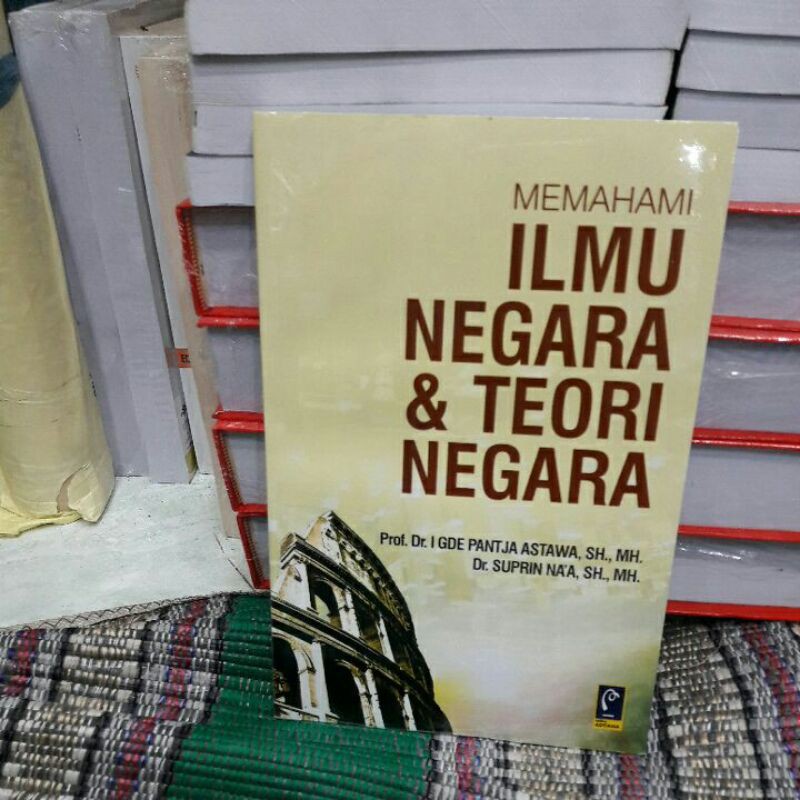 MEMAHAMI
ILMU
NEGARA
& TEORI
NEGARA
Prof. Dr. I GDE PANTJA ASTAWA, SH., MH.
Dr. SUPRIN NA'A, SH., MH.